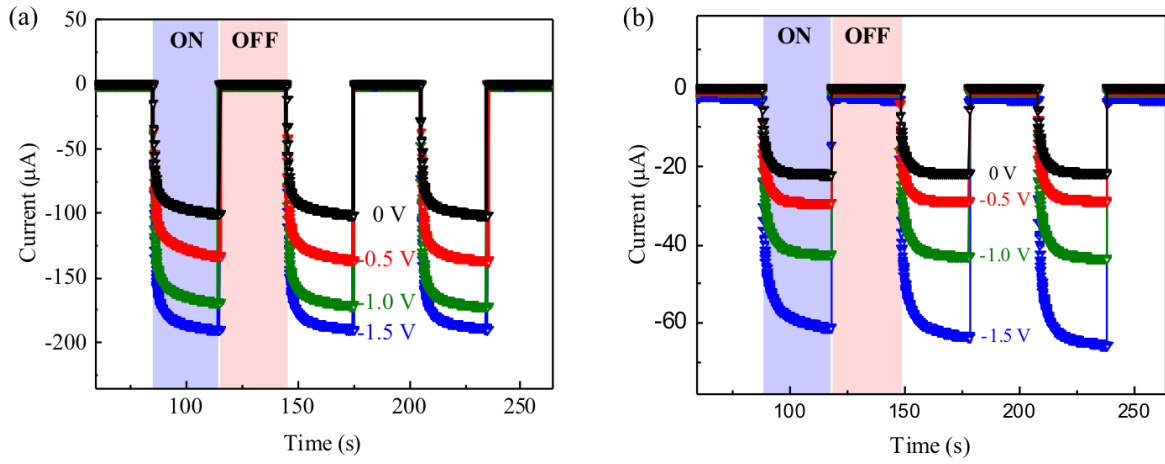 (a)
50
0
-50
-100
-150
-200
Current (µA)
ON OFF
0 V
-0.5 V
-1.0 V
-1.5 V
100 150 200 250
Time (s)
(b)
0
-20
-40
-60
Current (µA)
ON OFF
0 V
-0.5 V
-1.0 V
-1.5 V
100 150 200 250
Time (s)